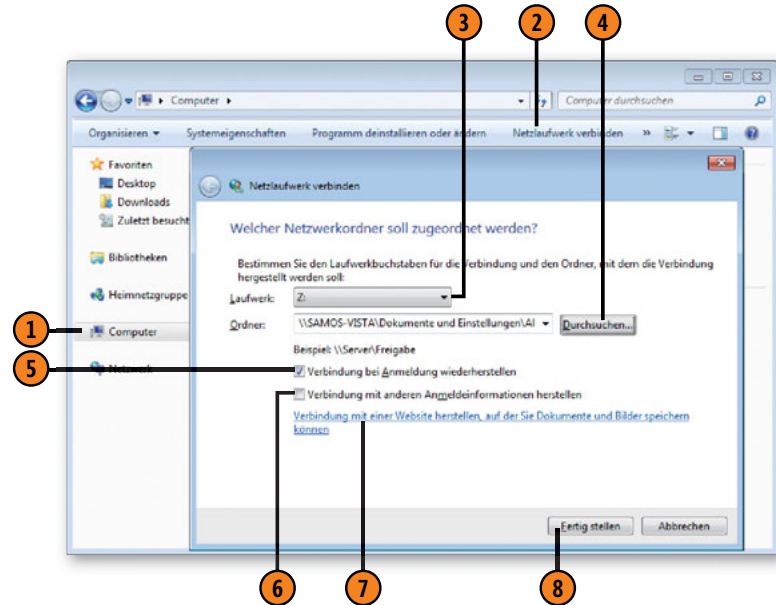 3 2 4
Computer
Computer durchsuchen
Organisieren Systemeigenschaften Programm deinstallieren oder ändern Netzlaufwerk verbinden »
Favoriten
Desktop
Downloads
Zuletzt besucht
Bibliotheken
Heimnetzgruppe
1
Computer
Netzwerk
Netzlaufwerk verbinden
Welcher Netzwerkordner soll zugeordnet werden?
Bestimmen Sie den Laufwerkbuchstaben für die Verbindung und den Ordner, mit dem die Verbindung
hergestellt werden soll:
Laufwerk: Z:
Ordner: \\SAMOS-VISTA\Dokumente und Einstellungen\Al Durchsuchen...
Beispiel: \\Server\Freigabe
5
Verbindung bei Anmeldung wiederherstellen
Verbindung mit anderen Anmeldeinformationen herstellen
Verbindung mit einer Website herstellen, auf der Sie Dokumente und Bilder speichern
können
Fertig stellen Abbrechen
6 7 8